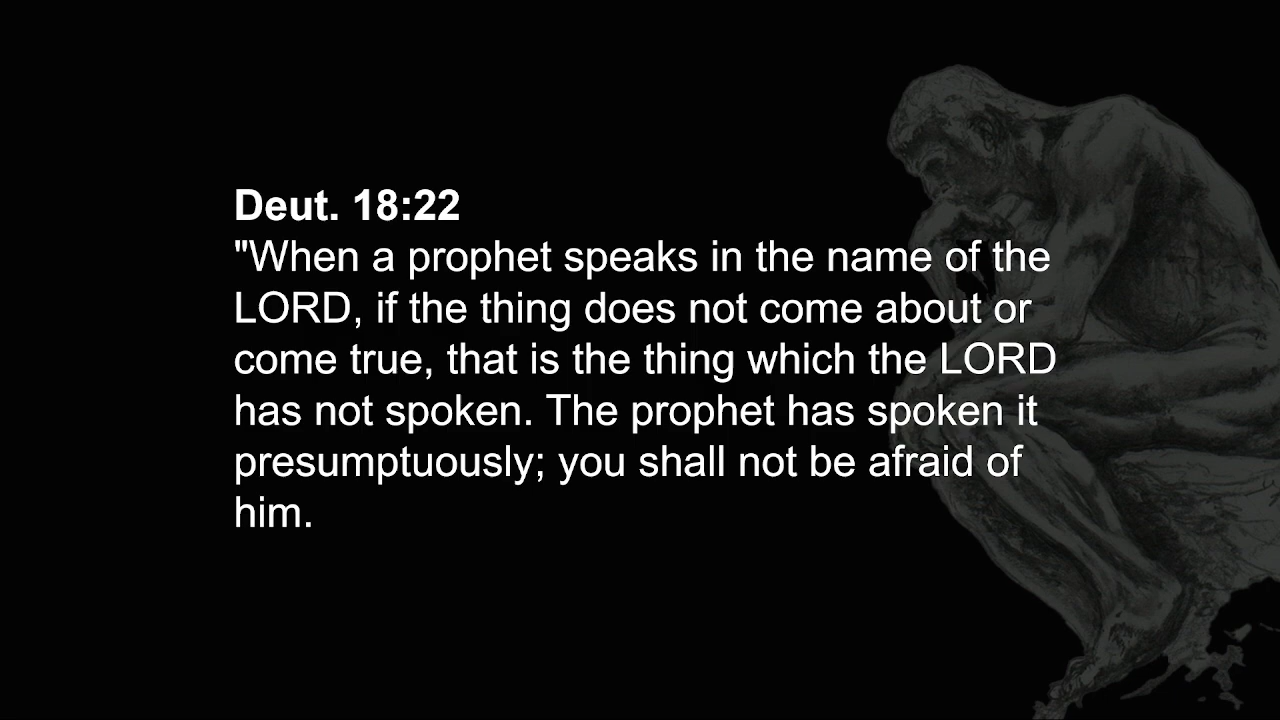 Deut. 18:22
"When a prophet speaks in the name of the
LORD, if the thing does not come about or
come true, that is the thing which the LORD
has not spoken. The prophet has spoken it
presumptuously; you shall not be afraid of
him.